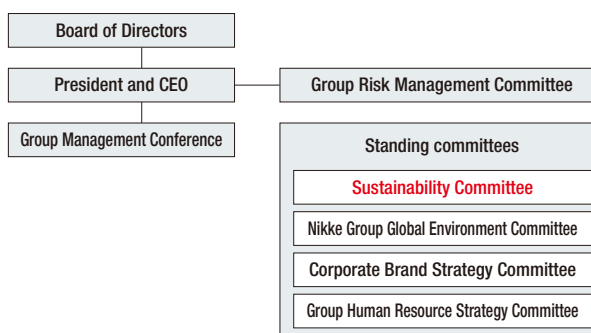 Board of Directors
President and CEO
Group Risk Management Committee
Group Management Conference
Standing committees
Sustainability Committee
Nikke Group Global Environment Committee
Corporate Brand Strategy Committee
Group Human Resource Strategy Committee